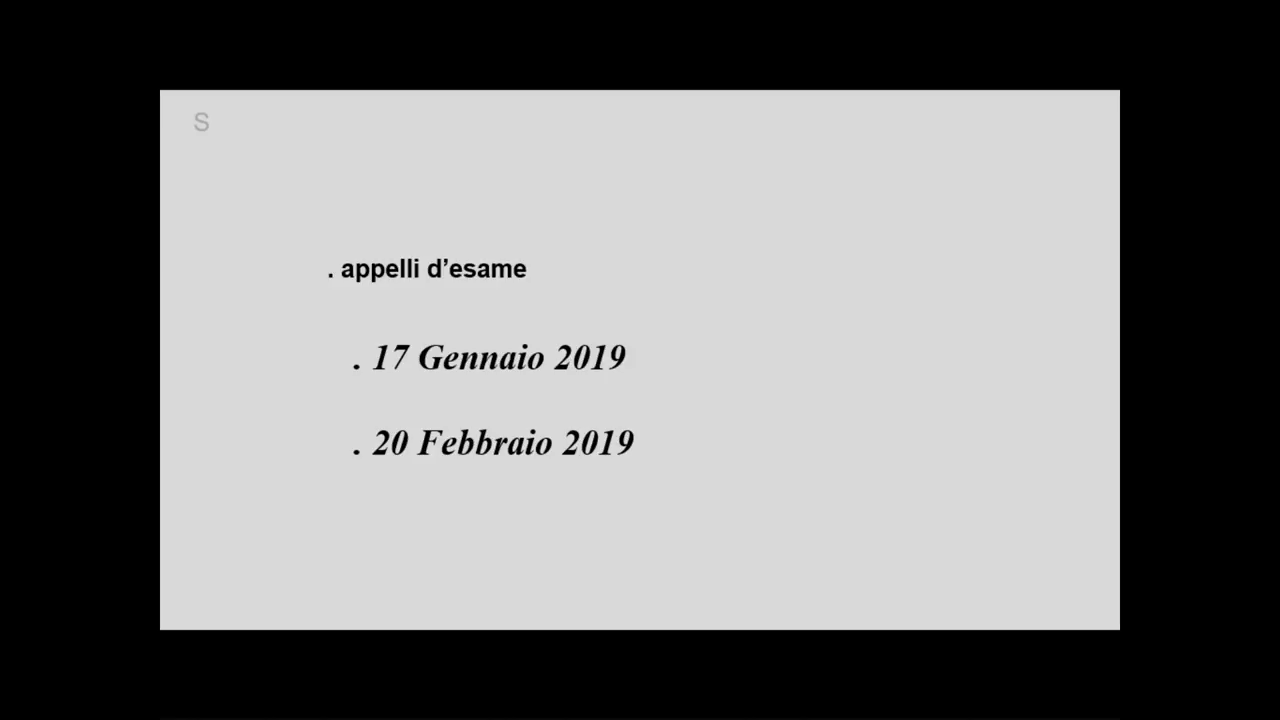 S
. appelli d’esame
. 17 Gennaio 2019
. 20 Febbraio 2019